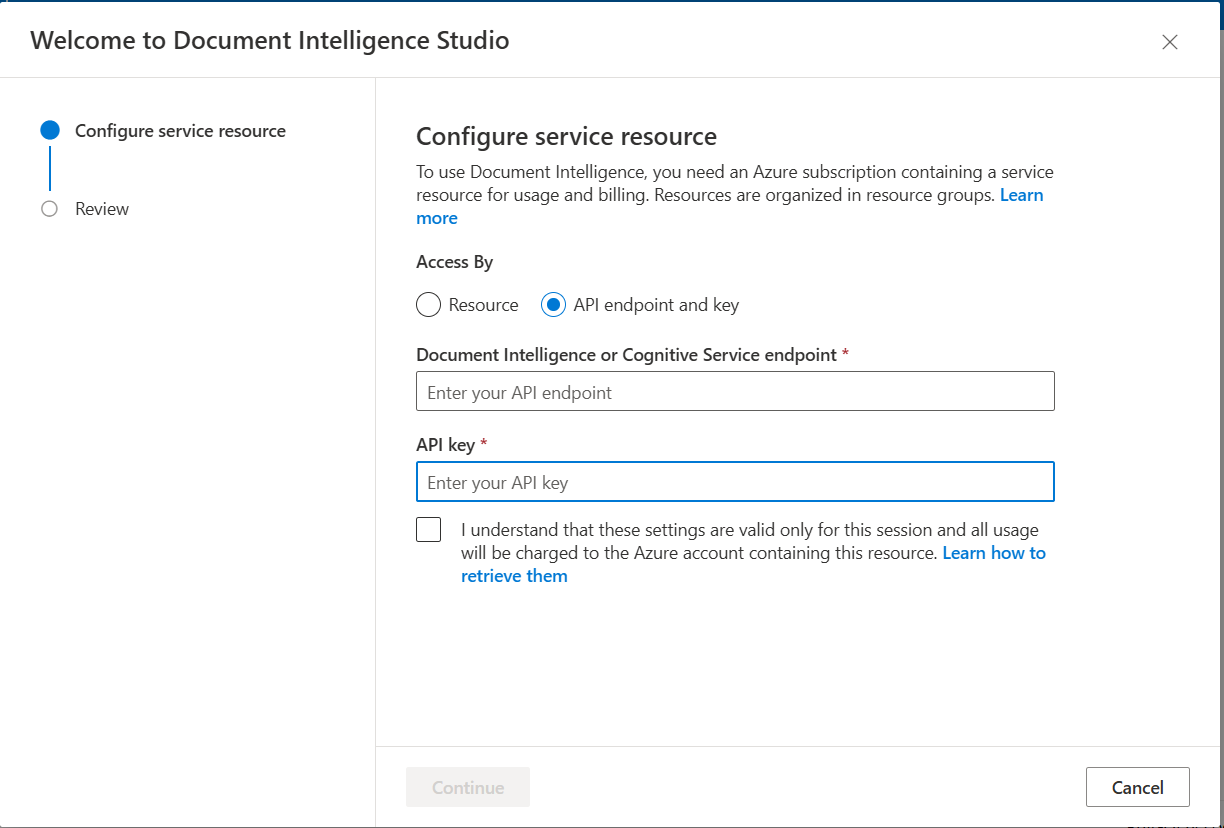 Welcome to Document Intelligence Studio
Configure service resource
Review
Configure service resource
To use Document Intelligence, you need an Azure subscription containing a service
resource for usage and billing. Resources are organized in resource groups. Learn
more
Access By
Resource
API endpoint and key
Document Intelligence or Cognitive Service endpoint *
Enter your API endpoint
API key *
Enter your API key
I understand that these settings are valid only for this session and all usage
will be charged to the Azure account containing this resource. Learn how to
retrieve them
Continue
Cancel